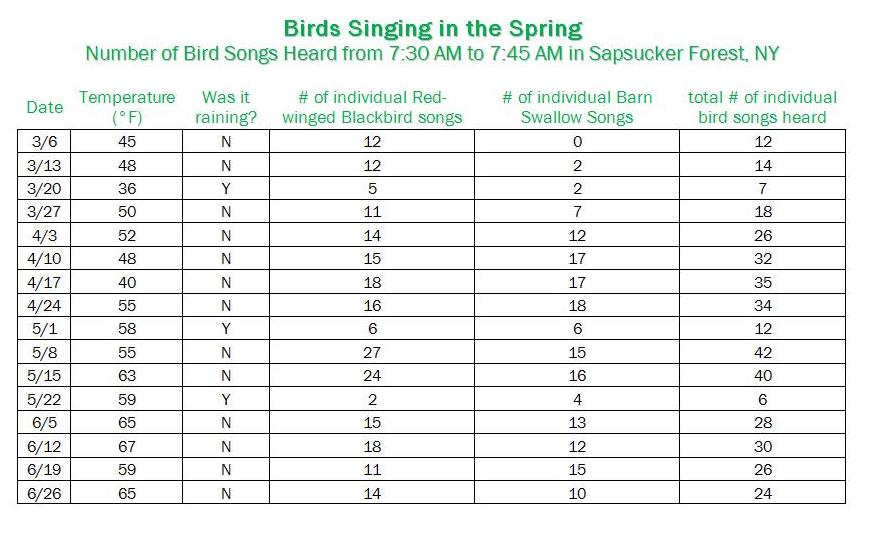 Birds Singing in the Spring
Number of Bird Songs Heard from 7:30 AM to 7:45 AM in Sapsucker Forest, NY
Date Temperature (°F) Was it raining? # of individual Red-winged Blackbird songs # of individual Barn Swallow Songs total # of individual bird songs heard
3/6 45 N 12 0 12
3/13 48 N 12 2 14
3/20 36 Y 5 2 7
3/27 50 N 11 7 18
4/3 52 N 14 12 26
4/10 48 N 15 17 32
4/17 40 N 18 17 35
4/24 55 N 16 18 34
5/1 58 Y 6 6 12
5/8 55 N 27 15 42
5/15 63 N 24 16 40
5/22 59 Y 2 4 6
6/5 65 N 15 13 28
6/12 67 N 18 12 30
6/19 59 N 11 15 26
6/26 65 N 14 10 24